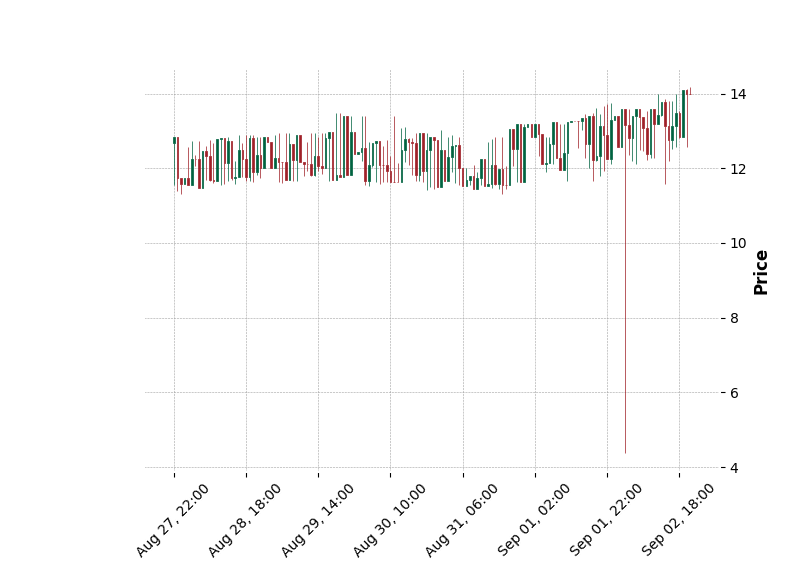 14
12
10
8
6
4
Price
Aug 27, 22:00
Aug 28, 18:00
Aug 29, 14:00
Aug 30, 10:00
Aug 31, 06:00
Sep 01, 02:00
Sep 01, 22:00
Sep 02, 18:00